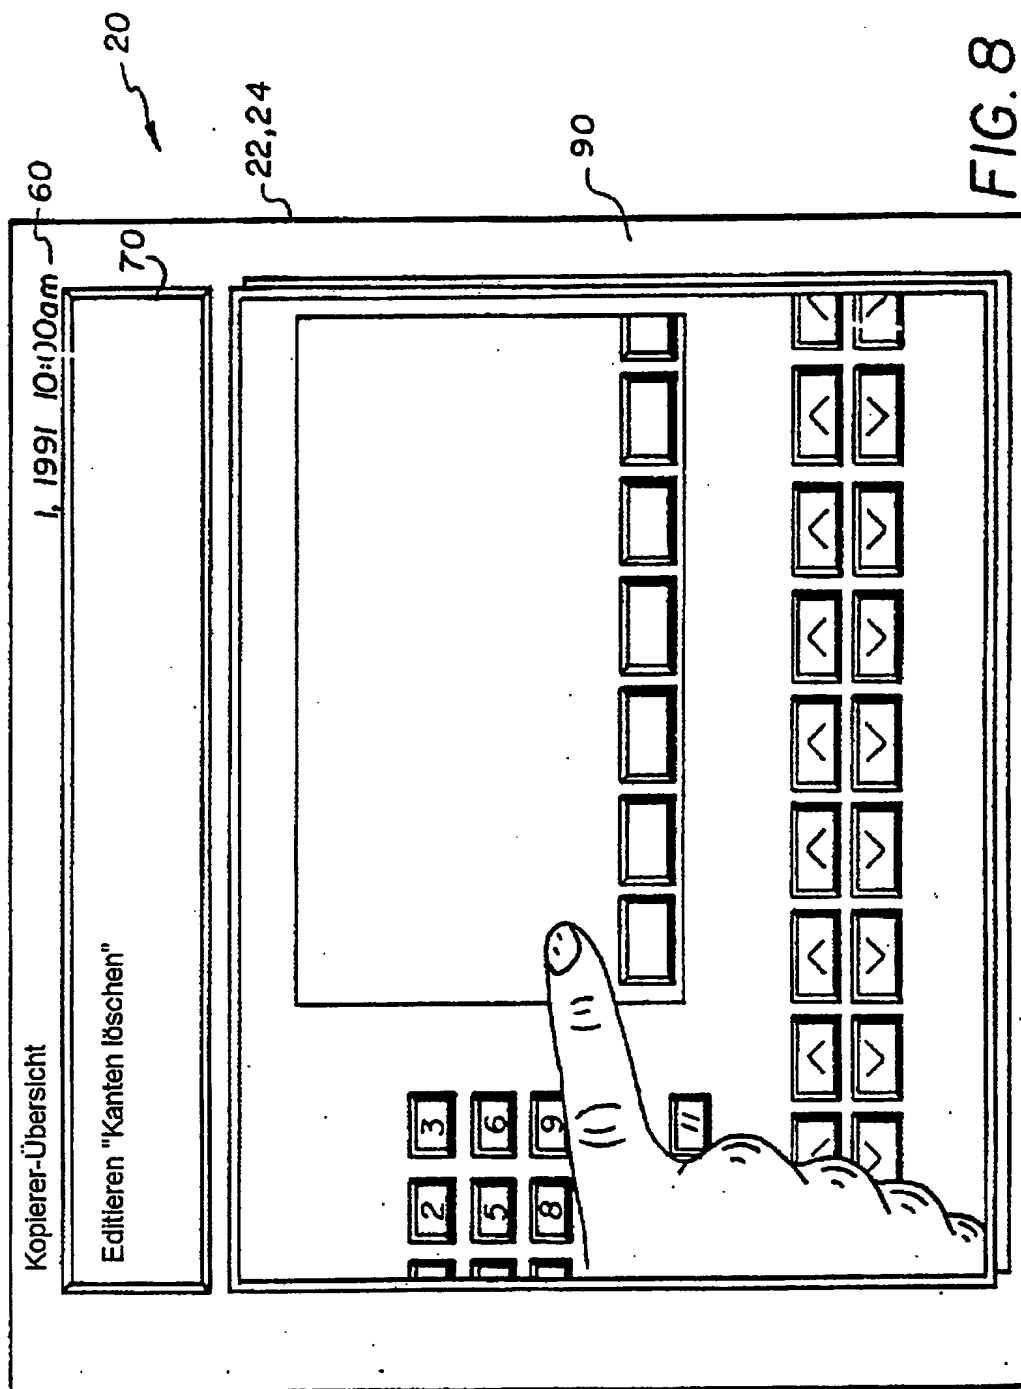 20
Kopierer-Übersicht
1, 1991 10:00am
60
Editieren "Kanten löschen"
70
22,24
2 3
5 6
8 9
90
FIG. 8